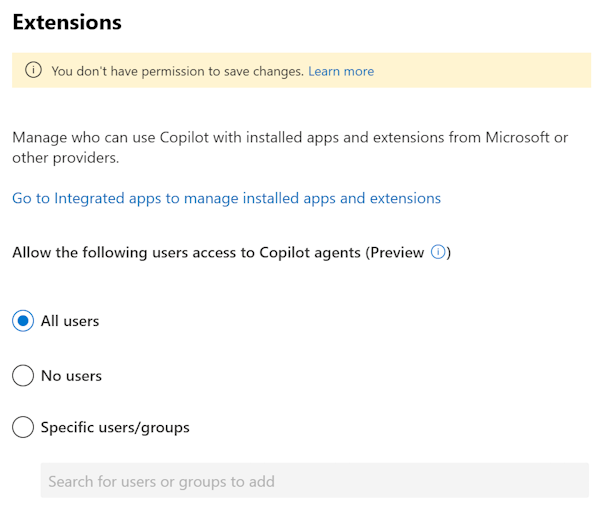 Extensions
You don't have permission to save changes. Learn more
Manage who can use Copilot with installed apps and extensions from Microsoft or
other providers.
Go to Integrated apps to manage installed apps and extensions
Allow the following users access to Copilot agents (Preview ⓘ)
All users
No users
Specific users/groups
Search for users or groups to add